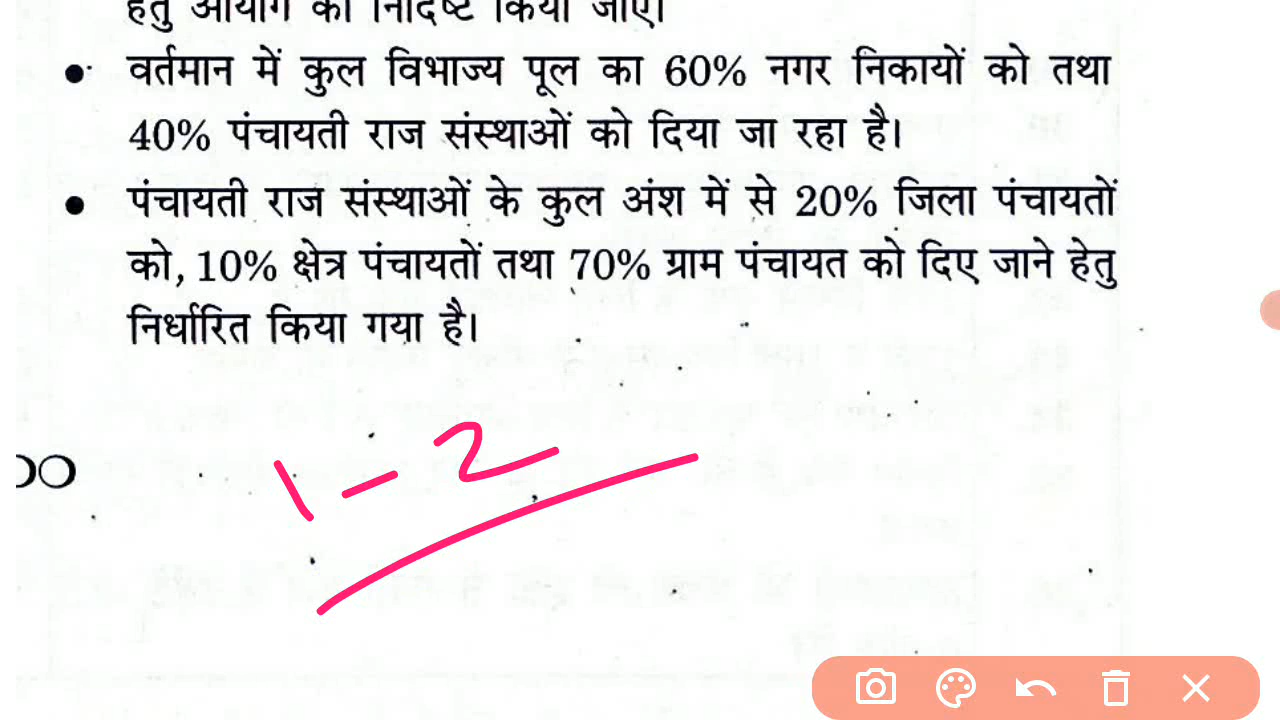 हेतु आयोग को निर्दिष्ट किया जाए।
वर्तमान में कुल विभाज्य पूल का 60% नगर निकायों को तथा
40% पंचायती राज संस्थाओं को दिया जा रहा है।
पंचायती राज संस्थाओं के कुल अंश में से 20% जिला पंचायतों
को, 10% क्षेत्र पंचायतों तथा 70% ग्राम पंचायत को दिए जाने हेतु
निर्धारित किया गया है।
1-2